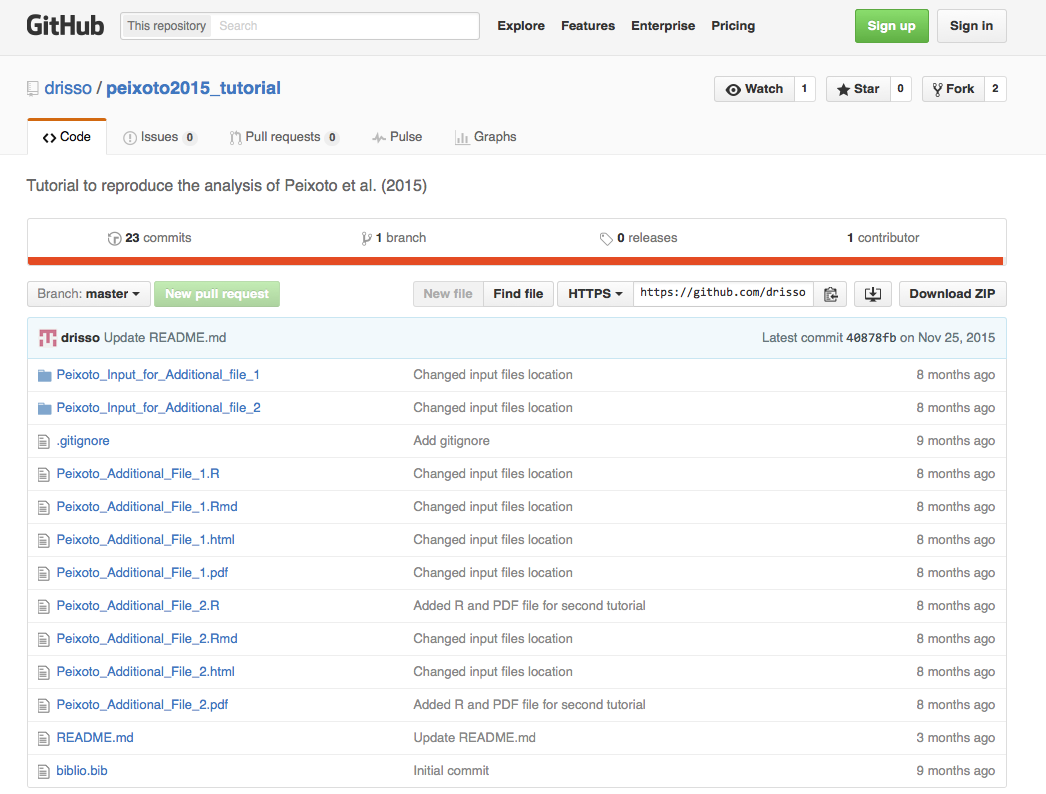 GitHub This repository Search Explore Features Enterprise Pricing Sign up Sign in
drisso / peixoto2015_tutorial Watch 1 Star 0 Fork 2
Code Issues 0 Pull requests 0 Pulse Graphs
Tutorial to reproduce the analysis of Peixoto et al. (2015)
23 commits 1 branch 0 releases 1 contributor
Branch: master New pull request New file Find file HTTPS https://github.com/drisso Download ZIP
drisso Update README.md Latest commit 40878fb on Nov 25, 2015
Peixoto_Input_for_Additional_file_1 Changed input files location 8 months ago
Peixoto_Input_for_Additional_file_2 Changed input files location 8 months ago
.gitignore Add gitignore 9 months ago
Peixoto_Additional_File_1.R Changed input files location 8 months ago
Peixoto_Additional_File_1.Rmd Changed input files location 8 months ago
Peixoto_Additional_File_1.html Changed input files location 8 months ago
Peixoto_Additional_File_1.pdf Changed input files location 8 months ago
Peixoto_Additional_File_2.R Added R and PDF file for second tutorial 8 months ago
Peixoto_Additional_File_2.Rmd Changed input files location 8 months ago
Peixoto_Additional_File_2.html Changed input files location 8 months ago
Peixoto_Additional_File_2.pdf Added R and PDF file for second tutorial 8 months ago
README.md Update README.md 3 months ago
biblio.bib Initial commit 9 months ago